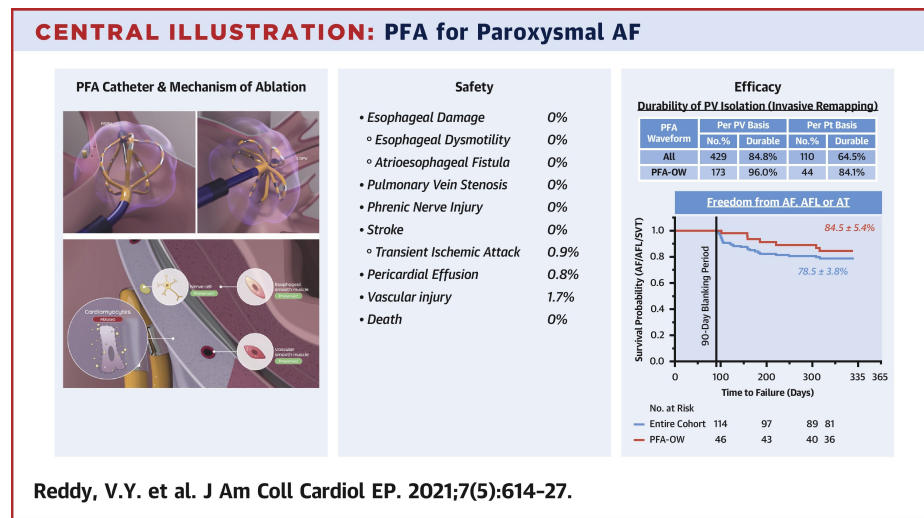 CENTRAL ILLUSTRATION: PFA for Paroxysmal AF
PFA Catheter & Mechanism of Ablation
Nerve cell
Preserved
Esophageal
smooth muscle
Preserved
Cardiomyocytes
Ablated
Vascular
smooth muscle
Preserved
Safety
• Esophageal Damage 0%
○ Esophageal Dysmotility 0%
○ Atrioesophageal Fistula 0%
• Pulmonary Vein Stenosis 0%
• Phrenic Nerve Injury 0%
• Stroke 0%
○ Transient Ischemic Attack 0.9%
• Pericardial Effusion 0.8%
• Vascular injury 1.7%
• Death 0%
Efficacy
Durability of PV Isolation (Invasive Remapping)
PFA Waveform Per PV Basis Per Pt Basis
No.% Durable No.% Durable
All 429 84.8% 110 64.5%
PFA-OW 173 96.0% 44 84.1%
Freedom from AF, AFL or AT
Survival Probability (AF/AFL/SVT)
1.0
0.8
0.6
0.4
0.2
0.0
90-Day Blanking Period
84.5 ± 5.4%
78.5 ± 3.8%
0 100 200 300 335 365
Time to Failure (Days)
No. at Risk
Entire Cohort 114 97 89 81
PFA-OW 46 43 40 36
Reddy, V.Y. et al. J Am Coll Cardiol EP. 2021;7(5):614-27.